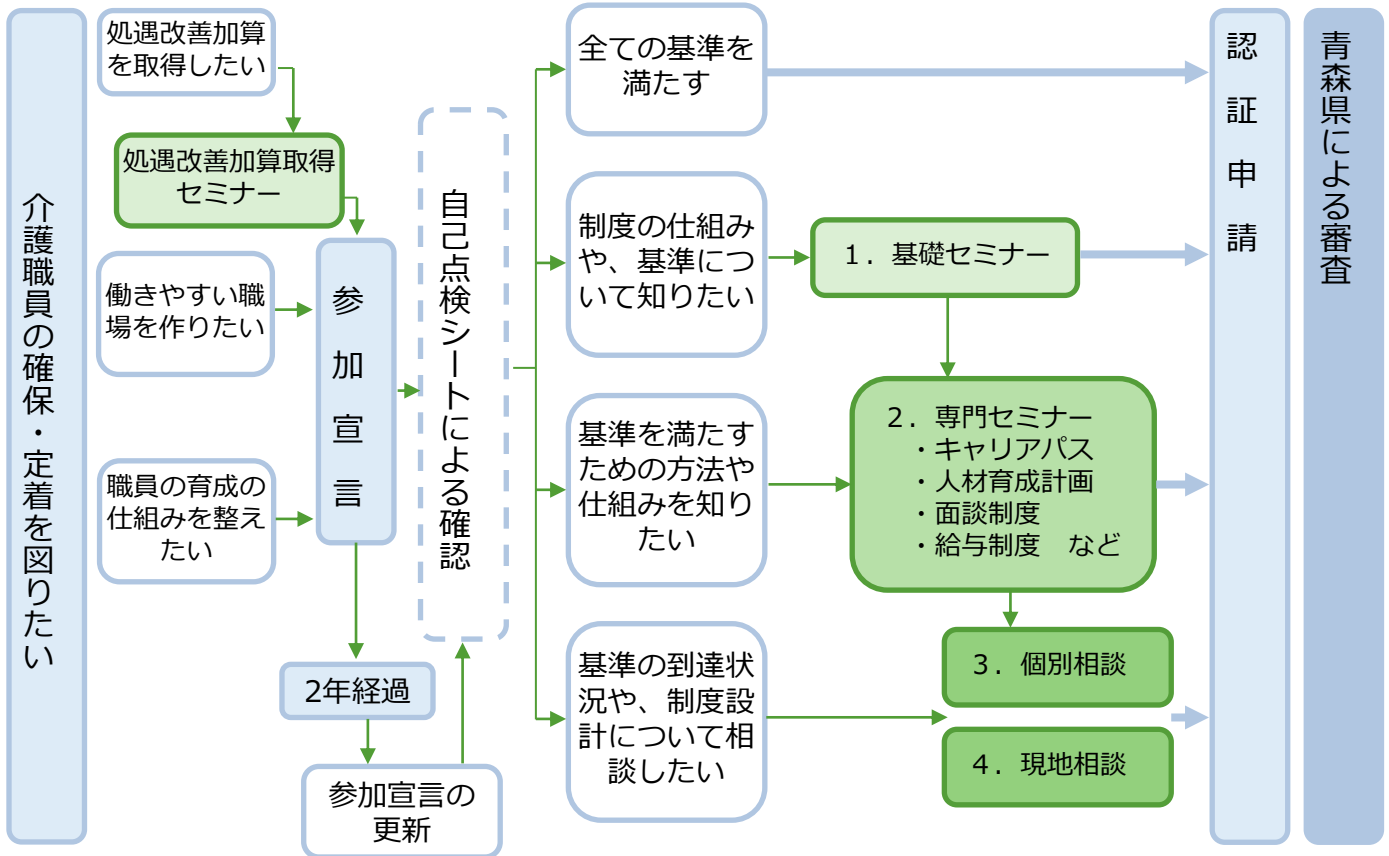 介護職員の確保・定着を図りたい
処遇改善加算
を取得したい
処遇改善加算取得
セミナー
働きやすい職
場を作りたい
職員の育成の
仕組みを整え
たい
参加宣言
2年経過
参加宣言の
更新
自己点検シートによる確認
全ての基準を
満たす
制度の仕組み
や、基準につ
いて知りたい
基準を満たす
ための方法や
仕組みを知り
たい
基準の到達状
況や、制度設
計について相
談したい
1．基礎セミナー
2．専門セミナー
・キャリアパス
・人材育成計画
・面談制度
・給与制度　など
3．個別相談
4．現地相談
認証申請
青森県による審査